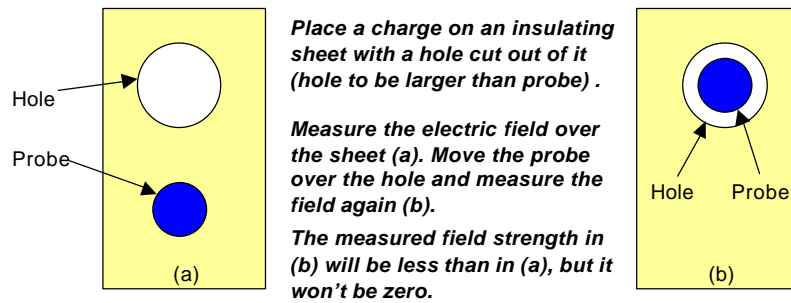 Hole
Probe
(a)
Place a charge on an insulating
sheet with a hole cut out of it
(hole to be larger than probe) .
Measure the electric field over
the sheet (a). Move the probe
over the hole and measure the
field again (b).
The measured field strength in
(b) will be less than in (a), but it
won't be zero.
Hole Probe
(b)